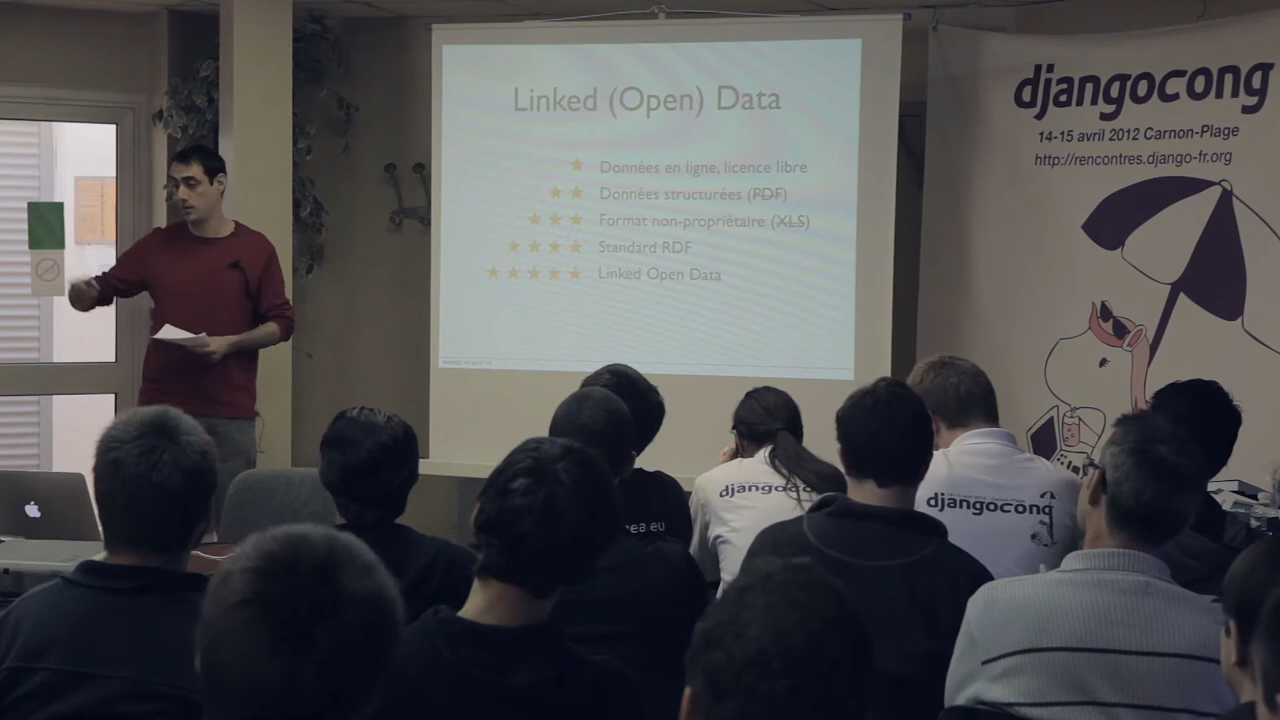 Linked (Open) Data
★ Données en ligne, licence libre
★ ★ Données structurées (PDF)
★ ★ ★ Format non-propriétaire (XLS)
★ ★ ★ ★ Standard RDF
★ ★ ★ ★ ★ Linked Open Data
djangocong
14-15 avril 2012 Carnon-Plage
http://rencontres.django-fr.org
djangoco
djangocong
ea.eu